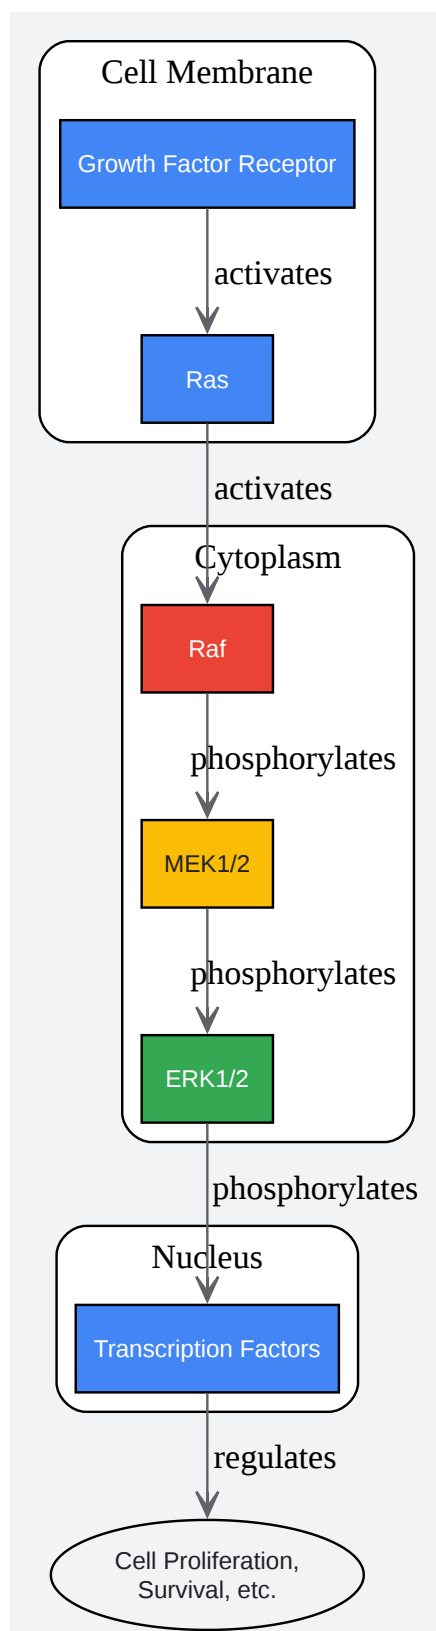 Cell Membrane
Growth Factor Receptor
activates
Ras
activates
Cytoplasm
Raf
phosphorylates
MEK1/2
phosphorylates
ERK1/2
phosphorylates
Nucleus
Transcription Factors
regulates
Cell Proliferation,
Survival, etc.